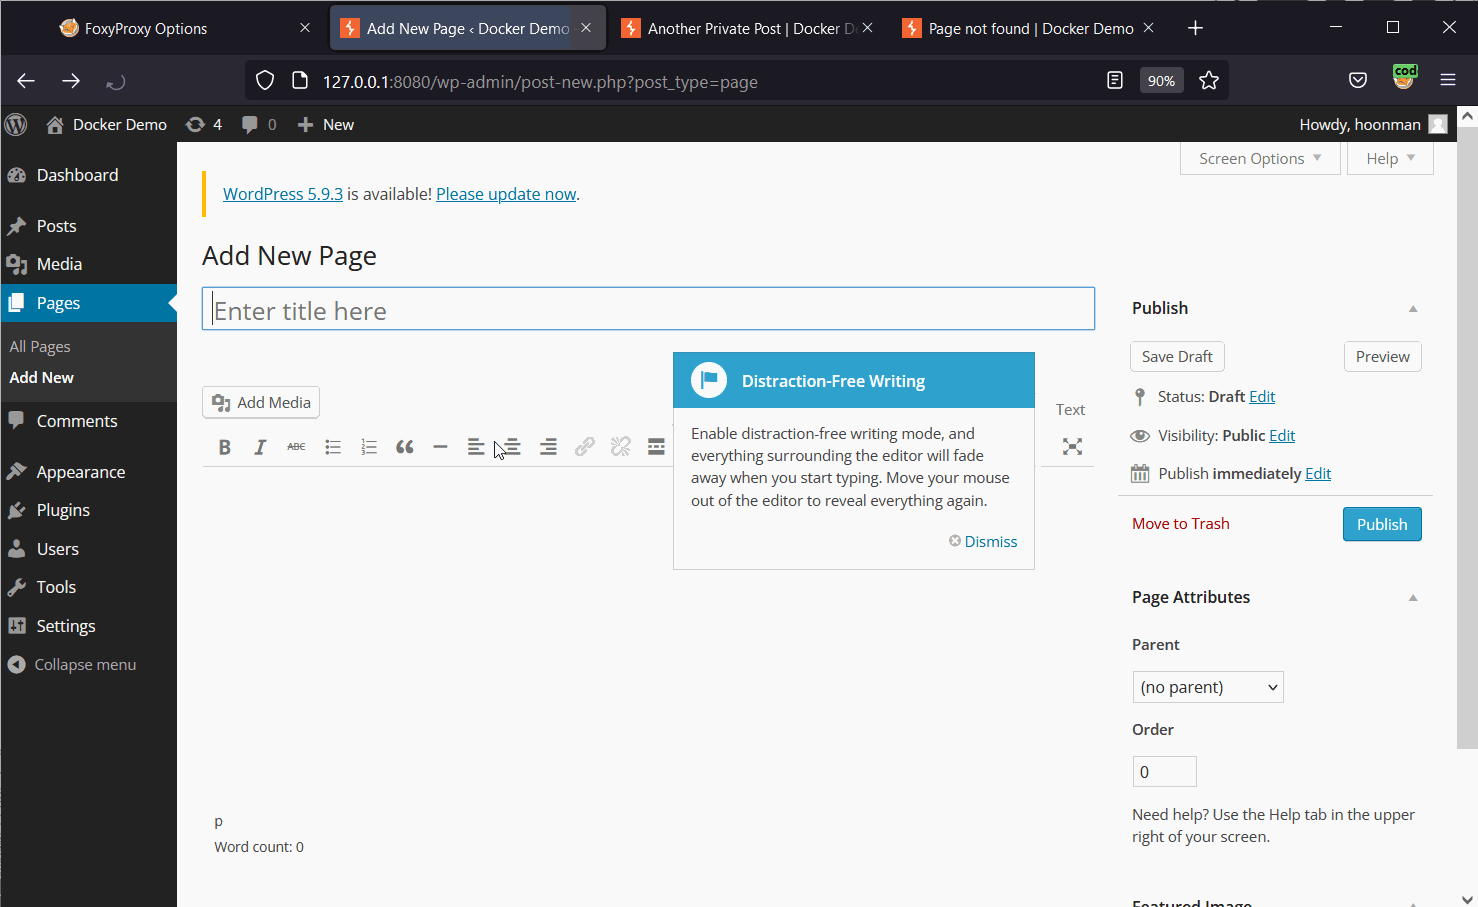 FoxyProxy Options
Add New Page ‹ Docker Demo
Another Private Post | Docker De
Page not found | Docker Demo
127.0.0.1:8080/wp-admin/post-new.php?post_type=page
90%
cod
Docker Demo
4
0
New
Howdy, hoonman
Dashboard
Posts
Media
Pages
All Pages
Add New
Comments
Appearance
Plugins
Users
Tools
Settings
Collapse menu
Screen Options
Help
WordPress 5.9.3 is available! Please update now.
Add New Page
Enter title here
Add Media
Text
B I ABC
Distraction-Free Writing
Enable distraction-free writing mode, and
everything surrounding the editor will fade
away when you start typing. Move your mouse
out of the editor to reveal everything again.
Dismiss
p
Word count: 0
Publish
Save Draft
Preview
Status: Draft Edit
Visibility: Public Edit
Publish immediately Edit
Move to Trash
Publish
Page Attributes
Parent
(no parent)
Order
0
Need help? Use the Help tab in the upper
right of your screen.
Featured Image